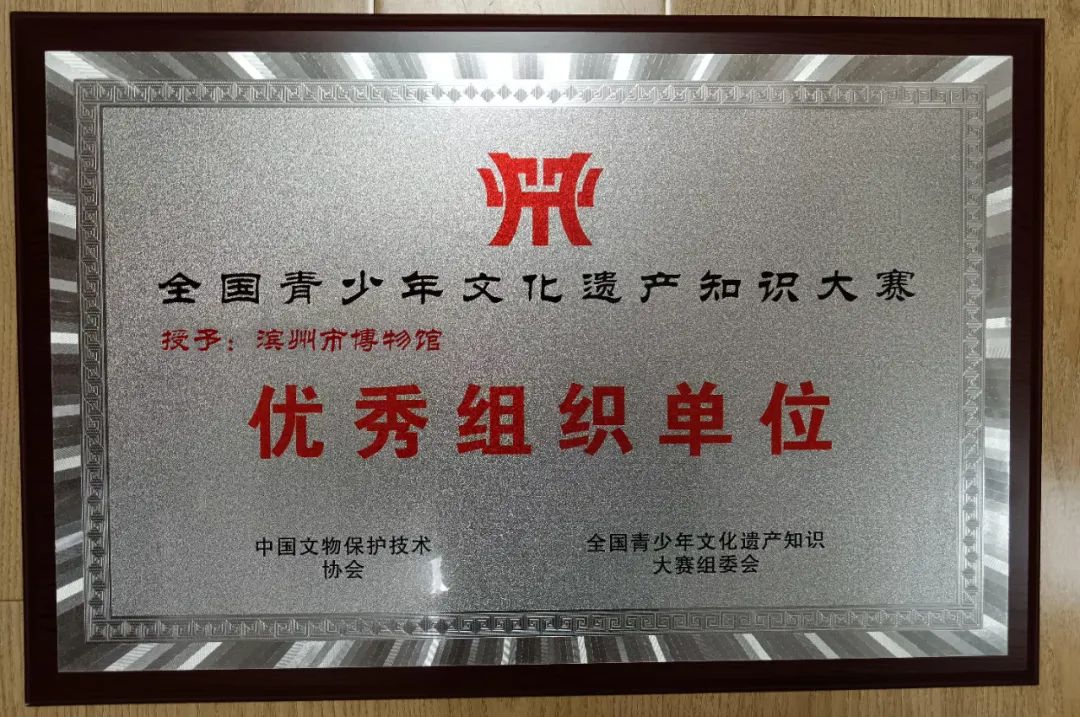 全国青少年文化遗产知识大赛
授予：滨州市博物馆
优秀组织单位
中国文物保护技术
协会
全国青少年文化遗产知识
大赛组委会